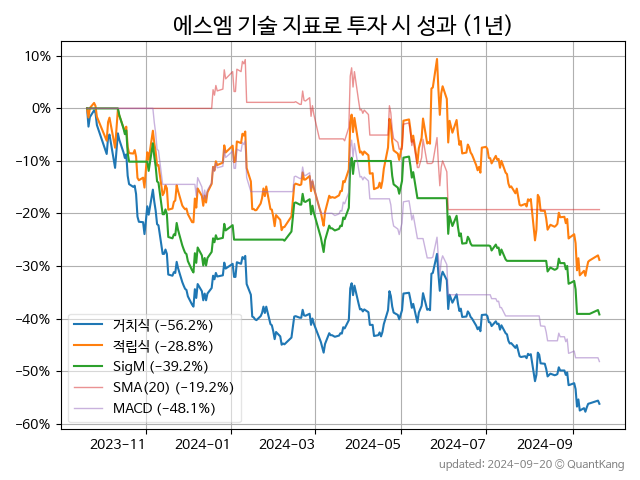 에스엠 기술 지표로 투자 시 성과 (1년)
10%
0%
−10%
−20%
−30%
−40%
−50%
−60%
거치식 (−56.2%)
적립식 (−28.8%)
SigM (−39.2%)
SMA(20) (−19.2%)
MACD (−48.1%)
2023−11 2024−01 2024−03 2024−05 2024−07 2024−09
updated: 2024−09−20 © QuantKang